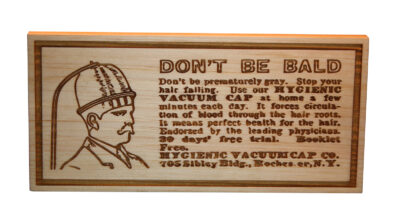 DON'T BE BALD
Don't be prematurely gray. Stop your
hair falling. Use our HYGIENIC
VACUUM CAP at home a few
minutes each day. It forces circula-
tion of blood through the hair roots.
It means perfect health for the hair.
Endorsed by the leading physicians.
30 days' free trial. Booklet
Free.
HYGIENIC VACUUM CAP CO.
705 Sibley Bldg., Rochester, N.Y.